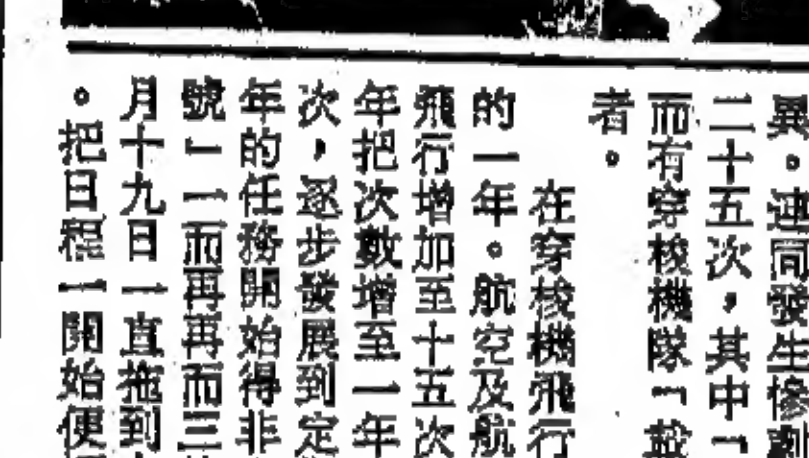 異。連同發生慘劇
二十五次，其中「
而有穿梭機隊「
者。
在穿梭機飛行
的一年。航空及航
飛行增加至十五次
年把次數增至一年
次，逐步發展到定
年的任務開始得非
號」一而再再而三
月十九日一直拖到
。把日程一開始便